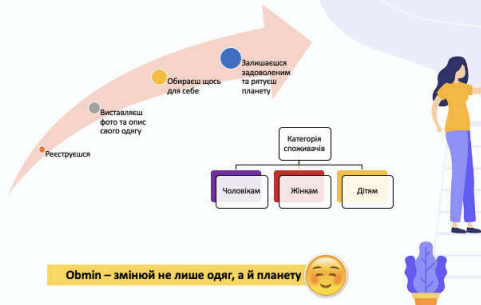 Реєструєшся
Виставляєш
фото та опис
свого одягу
Обираєш щось
для себе
Залишаєшся
задоволеним
та рятуєш
планету
Категорія
споживачів
Чоловікам
Жінкам
Дітям
Obmin – змінюй не лише одяг, а й планету